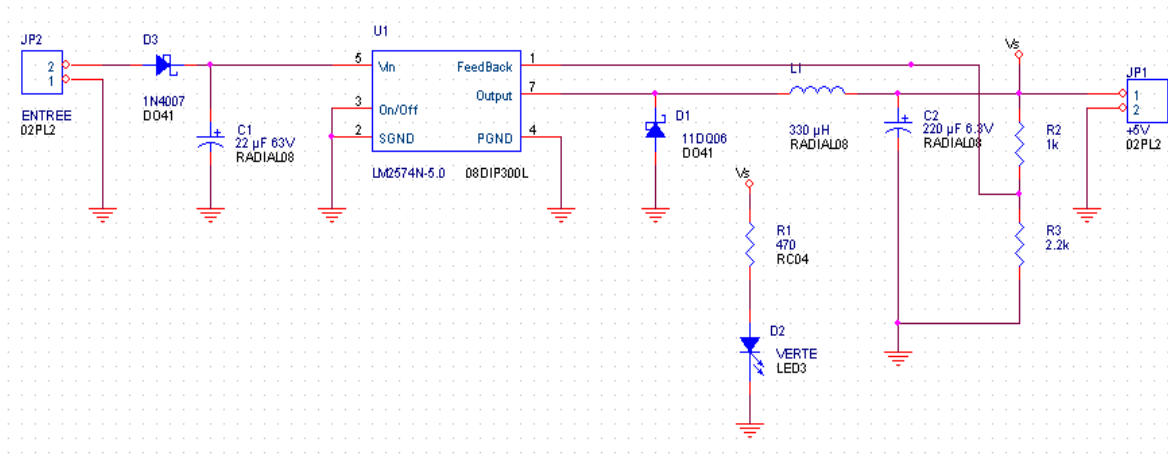 JP2
2
1
ENTREE
02PL2
D3
1N4007
DO41
C1
22 µF 63V
RADIAL08
U1
5
Vin
FeedBack
1
3
On/Off
Output
7
2
SGND
PGND
4
LM2574N-5.0
08DIP300L
D1
11DQ06
DO41
L1
330 µH
RADIAL08
C2
220 µF 6.3V
RADIAL08
Vs
R2
1k
R3
2.2k
JP1
1
2
+5V
02PL2
Vs
R1
470
RC04
D2
VERTE
LED3